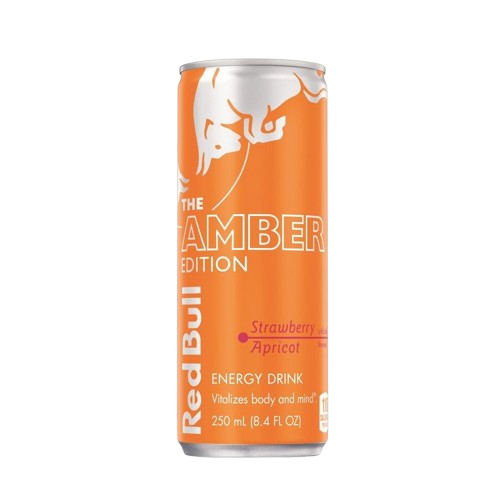 THE
AMBER
EDITION
Red Bull
Strawberry
Apricot
ENERGY DRINK
Vitalizes body and mind®
250 mL (8.4 FL OZ)